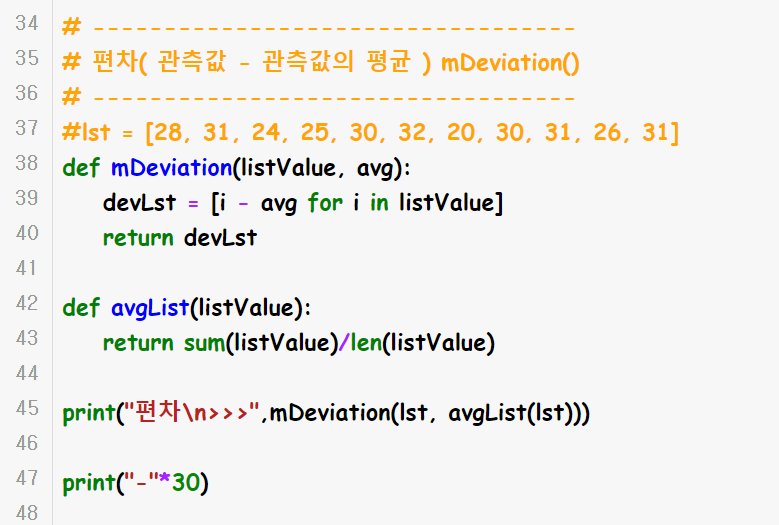 34 # ----------------------------------
35 # 편차( 관측값 - 관측값의 평균 ) mDeviation()
36 # ----------------------------------
37 #lst = [28, 31, 24, 25, 30, 32, 20, 30, 31, 26, 31]
38 def mDeviation(listValue, avg):
39     devLst = [i - avg for i in listValue]
40     return devLst
41
42 def avgList(listValue):
43     return sum(listValue)/len(listValue)
44
45 print("편차\n>>>",mDeviation(lst, avgList(lst)))
46
47 print("-"*30)
48